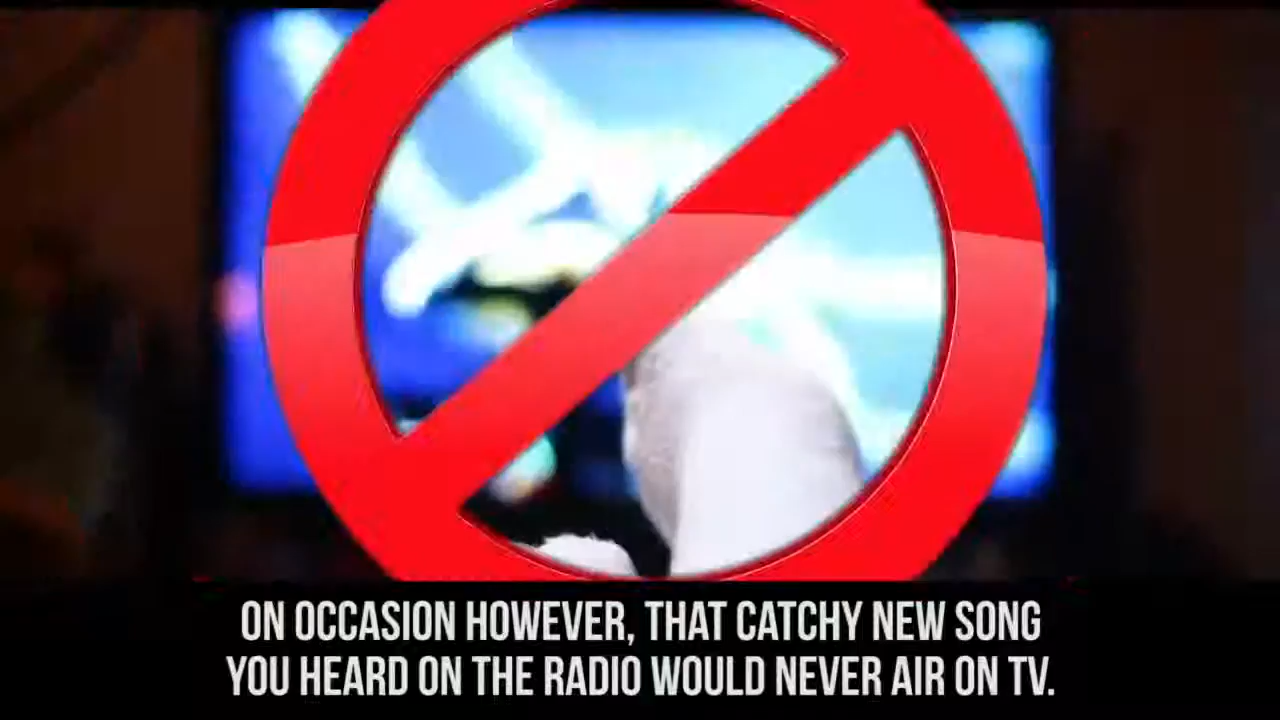 ON OCCASION HOWEVER, THAT CATCHY NEW SONG
YOU HEARD ON THE RADIO WOULD NEVER AIR ON TV.